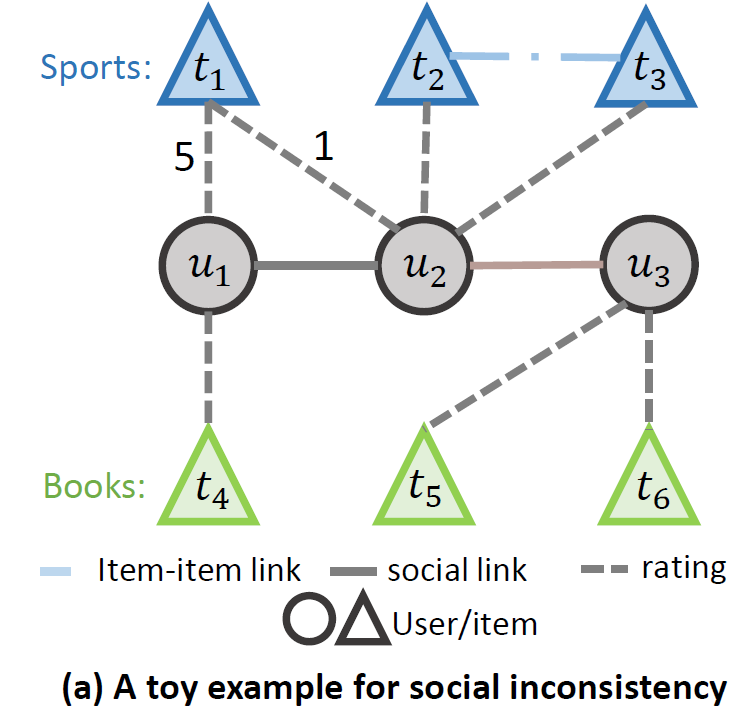 Sports: t1 t2 t3
5 1
u1 u2 u3
Books: t4 t5 t6
Item-item link social link rating
User/item
(a) A toy example for social inconsistency